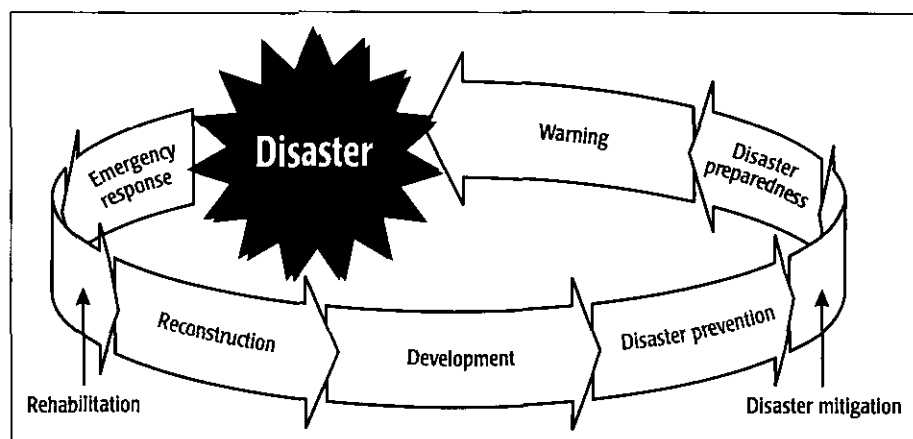 Disaster
Warning
Disaster
preparedness
Emergency
response
Reconstruction
Development
Disaster prevention
Rehabilitation
Disaster mitigation